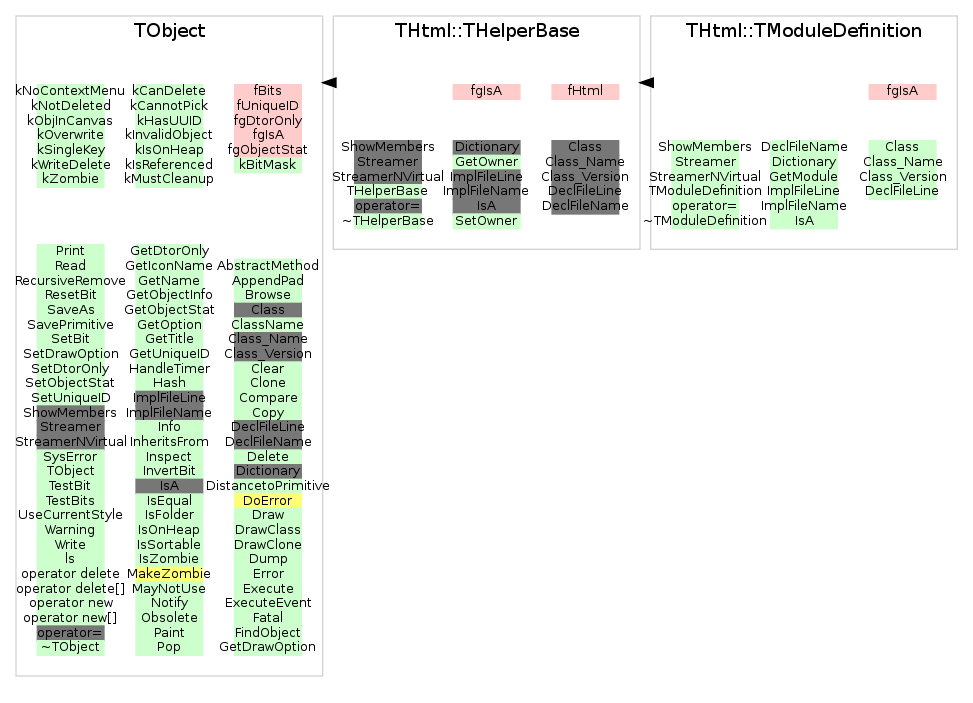 TObject
kNoContextMenu kCanDelete fBits
kNotDeleted kCannotPick fUniqueID
kObjInCanvas kHasUUID fgDtorOnly
kOverwrite kInvalidObject fgIsA
kSingleKey kIsOnHeap fgObjectStat
kWriteDelete kIsReferenced kBitMask
kZombie kMustCleanup
Print GetDtorOnly
Read GetIconName AbstractMethod
RecursiveRemove GetName AppendPad
ResetBit GetObjectInfo Browse
SaveAs GetObjectStat Class
SavePrimitive GetOption ClassName
SetBit GetTitle Class_Name
SetDrawOption GetUniqueID Class_Version
SetDtorOnly HandleTimer Clear
SetObjectStat Hash Clone
SetUniqueID ImplFileLine Compare
ShowMembers ImplFileName Copy
Streamer Info DeclFileLine
StreamerNVirtual InheritsFrom DeclFileName
SysError Inspect Delete
TObject InvertBit Dictionary
TestBit IsA DistancetoPrimitive
TestBits IsEqual DoError
UseCurrentStyle IsFolder Draw
Warning IsOnHeap DrawClass
Write IsSortable DrawClone
ls IsZombie Dump
operator delete MakeZombie Error
operator delete[] MayNotUse Execute
operator new Notify ExecuteEvent
operator new[] Obsolete Fatal
operator= Paint FindObject
~TObject Pop GetDrawOption
THtml::THelperBase
fgIsA fHtml
ShowMembers Dictionary Class
Streamer GetOwner Class_Name
StreamerNVirtual ImplFileLine Class_Version
THelperBase ImplFileName DeclFileLine
operator= IsA DeclFileName
~THelperBase SetOwner
THtml::TModuleDefinition
fgIsA
ShowMembers DeclFileName Class
Streamer Dictionary Class_Name
StreamerNVirtual GetModule Class_Version
TModuleDefinition ImplFileLine DeclFileLine
operator= ImplFileName
~TModuleDefinition IsA